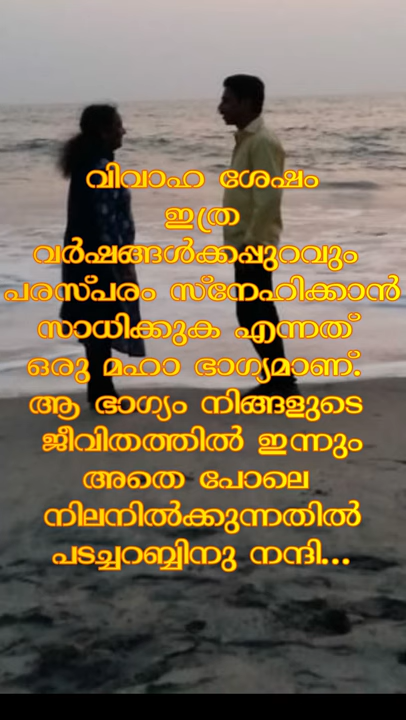 വിവാഹ ശേഷം
ഇത്ര
വർഷങ്ങൾക്കപ്പുറവും
പരസ്പരം സ്നേഹിക്കാൻ
സാധിക്കുക എന്നത്
ഒരു മഹാ ഭാഗ്യമാണ്.
ആ ഭാഗ്യം നിങ്ങളുടെ
ജീവിതത്തിൽ ഇന്നും
അതെ പോലെ
നിലനിൽക്കുന്നതിൽ
പടച്ചറബ്ബിനു നന്ദി...